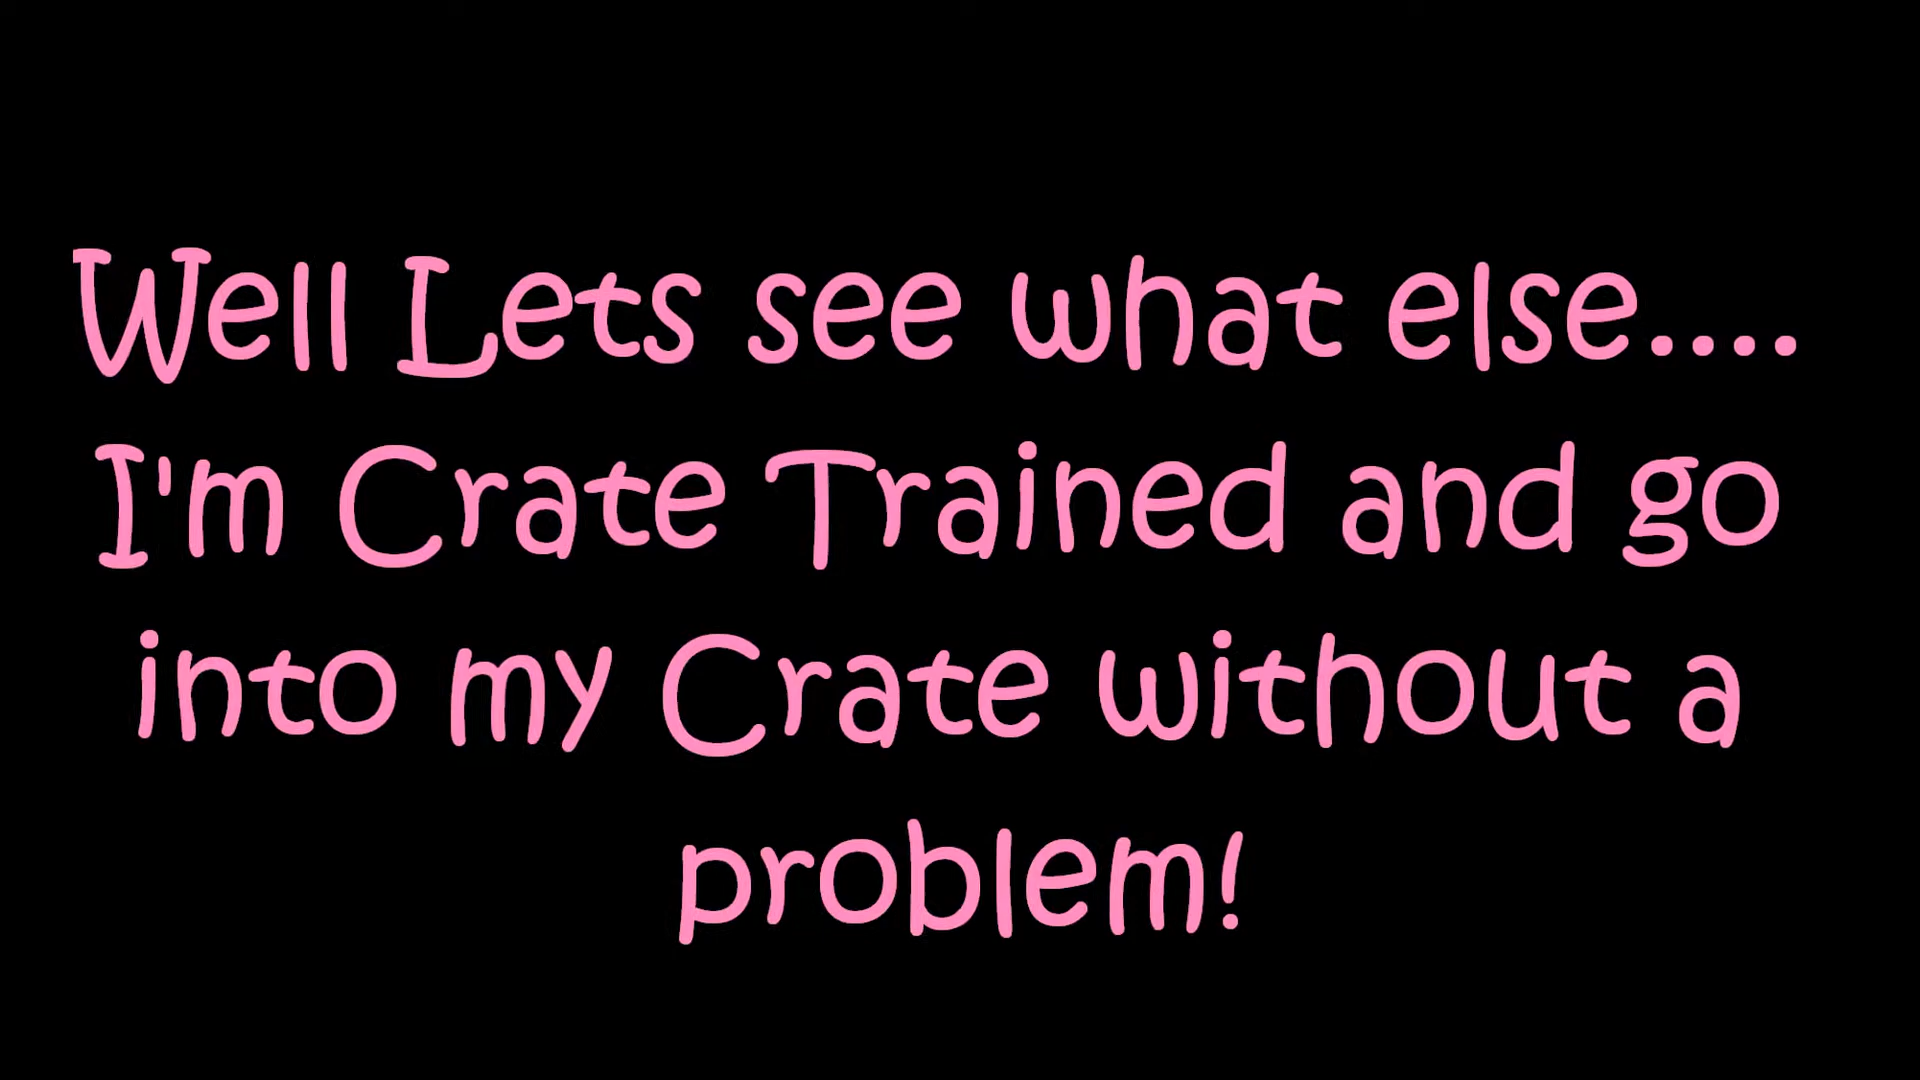 Well Lets see what else....
I'm Crate Trained and go
into my Crate without a
problem!